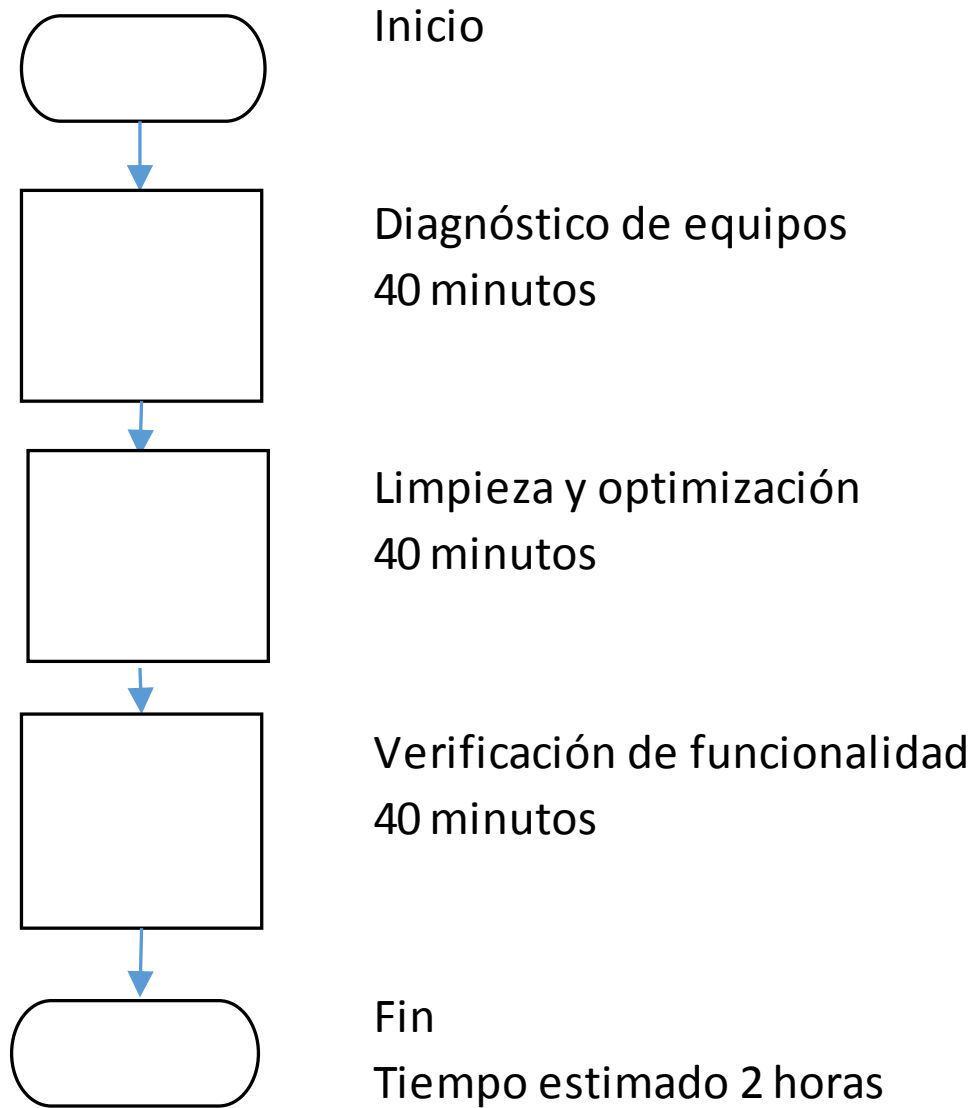 Inicio
Diagnóstico de equipos
40 minutos
Limpieza y optimización
40 minutos
Verificación de funcionalidad
40 minutos
Fin
Tiempo estimado 2 horas